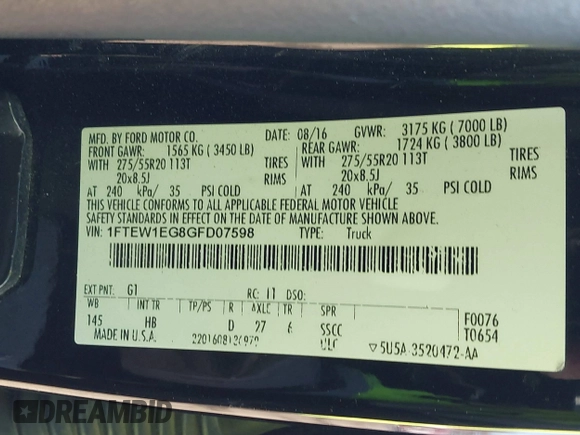 MFD. BY FORD MOTOR CO. DATE: 08/16 GVWR: 3175 KG ( 7000 LB)
FRONT GAWR: 1565 KG ( 3450 LB) REAR GAWR: 1724 KG ( 3800 LB)
275/55R20 113T TIRES 275/55R20 113T TIRES
20x8.5J RIMS 20x8.5J RIMS
AT 240 kPa/ 35 PSI COLD AT 240 kPa/ 35 PSI COLD
THIS VEHICLE CONFORMS TO ALL APPLICABLE FEDERAL MOTOR VEHICLE
SAFETY STANDARDS IN EFFECT ON THE DATE OF MANUFACTURE SHOWN ABOVE.
VIN: 1FTEW1EG8GFD07598 TYPE: Truck
EXT PNT: G1 RC: 11 DSO:
WB INT TR TP/PS R AXLE TR SPR F0076
145 HB D 27 6 SSCC T0654
MADE IN U.S.A. ▽5U5A-3520472-AA
DREAMBID